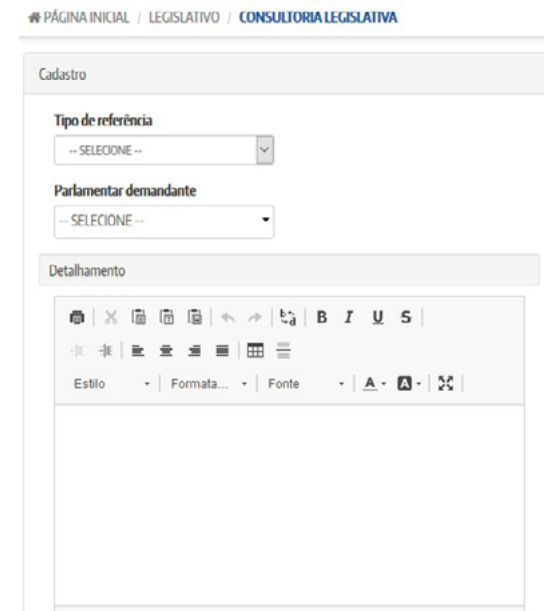 PÁGINA INICIAL / LEGISLATIVO / CONSULTORIA LEGISLATIVA
Cadastro
Tipo de referência
-- SELECIONE --
Parlamentar demandante
-- SELECIONE --
Detalhamento
B I U S
Estilo Formata... Fonte A A